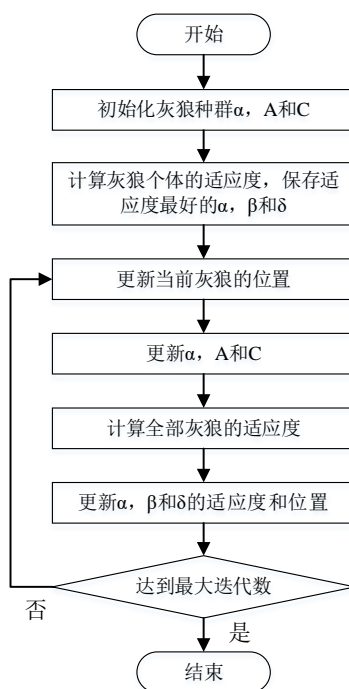 开始
初始化灰狼种群α，A和C
计算灰狼个体的适应度，保存适
应度最好的α，β和δ
更新当前灰狼的位置
更新α，A和C
计算全部灰狼的适应度
更新α，β和δ的适应度和位置
达到最大迭代数
否
是
结束